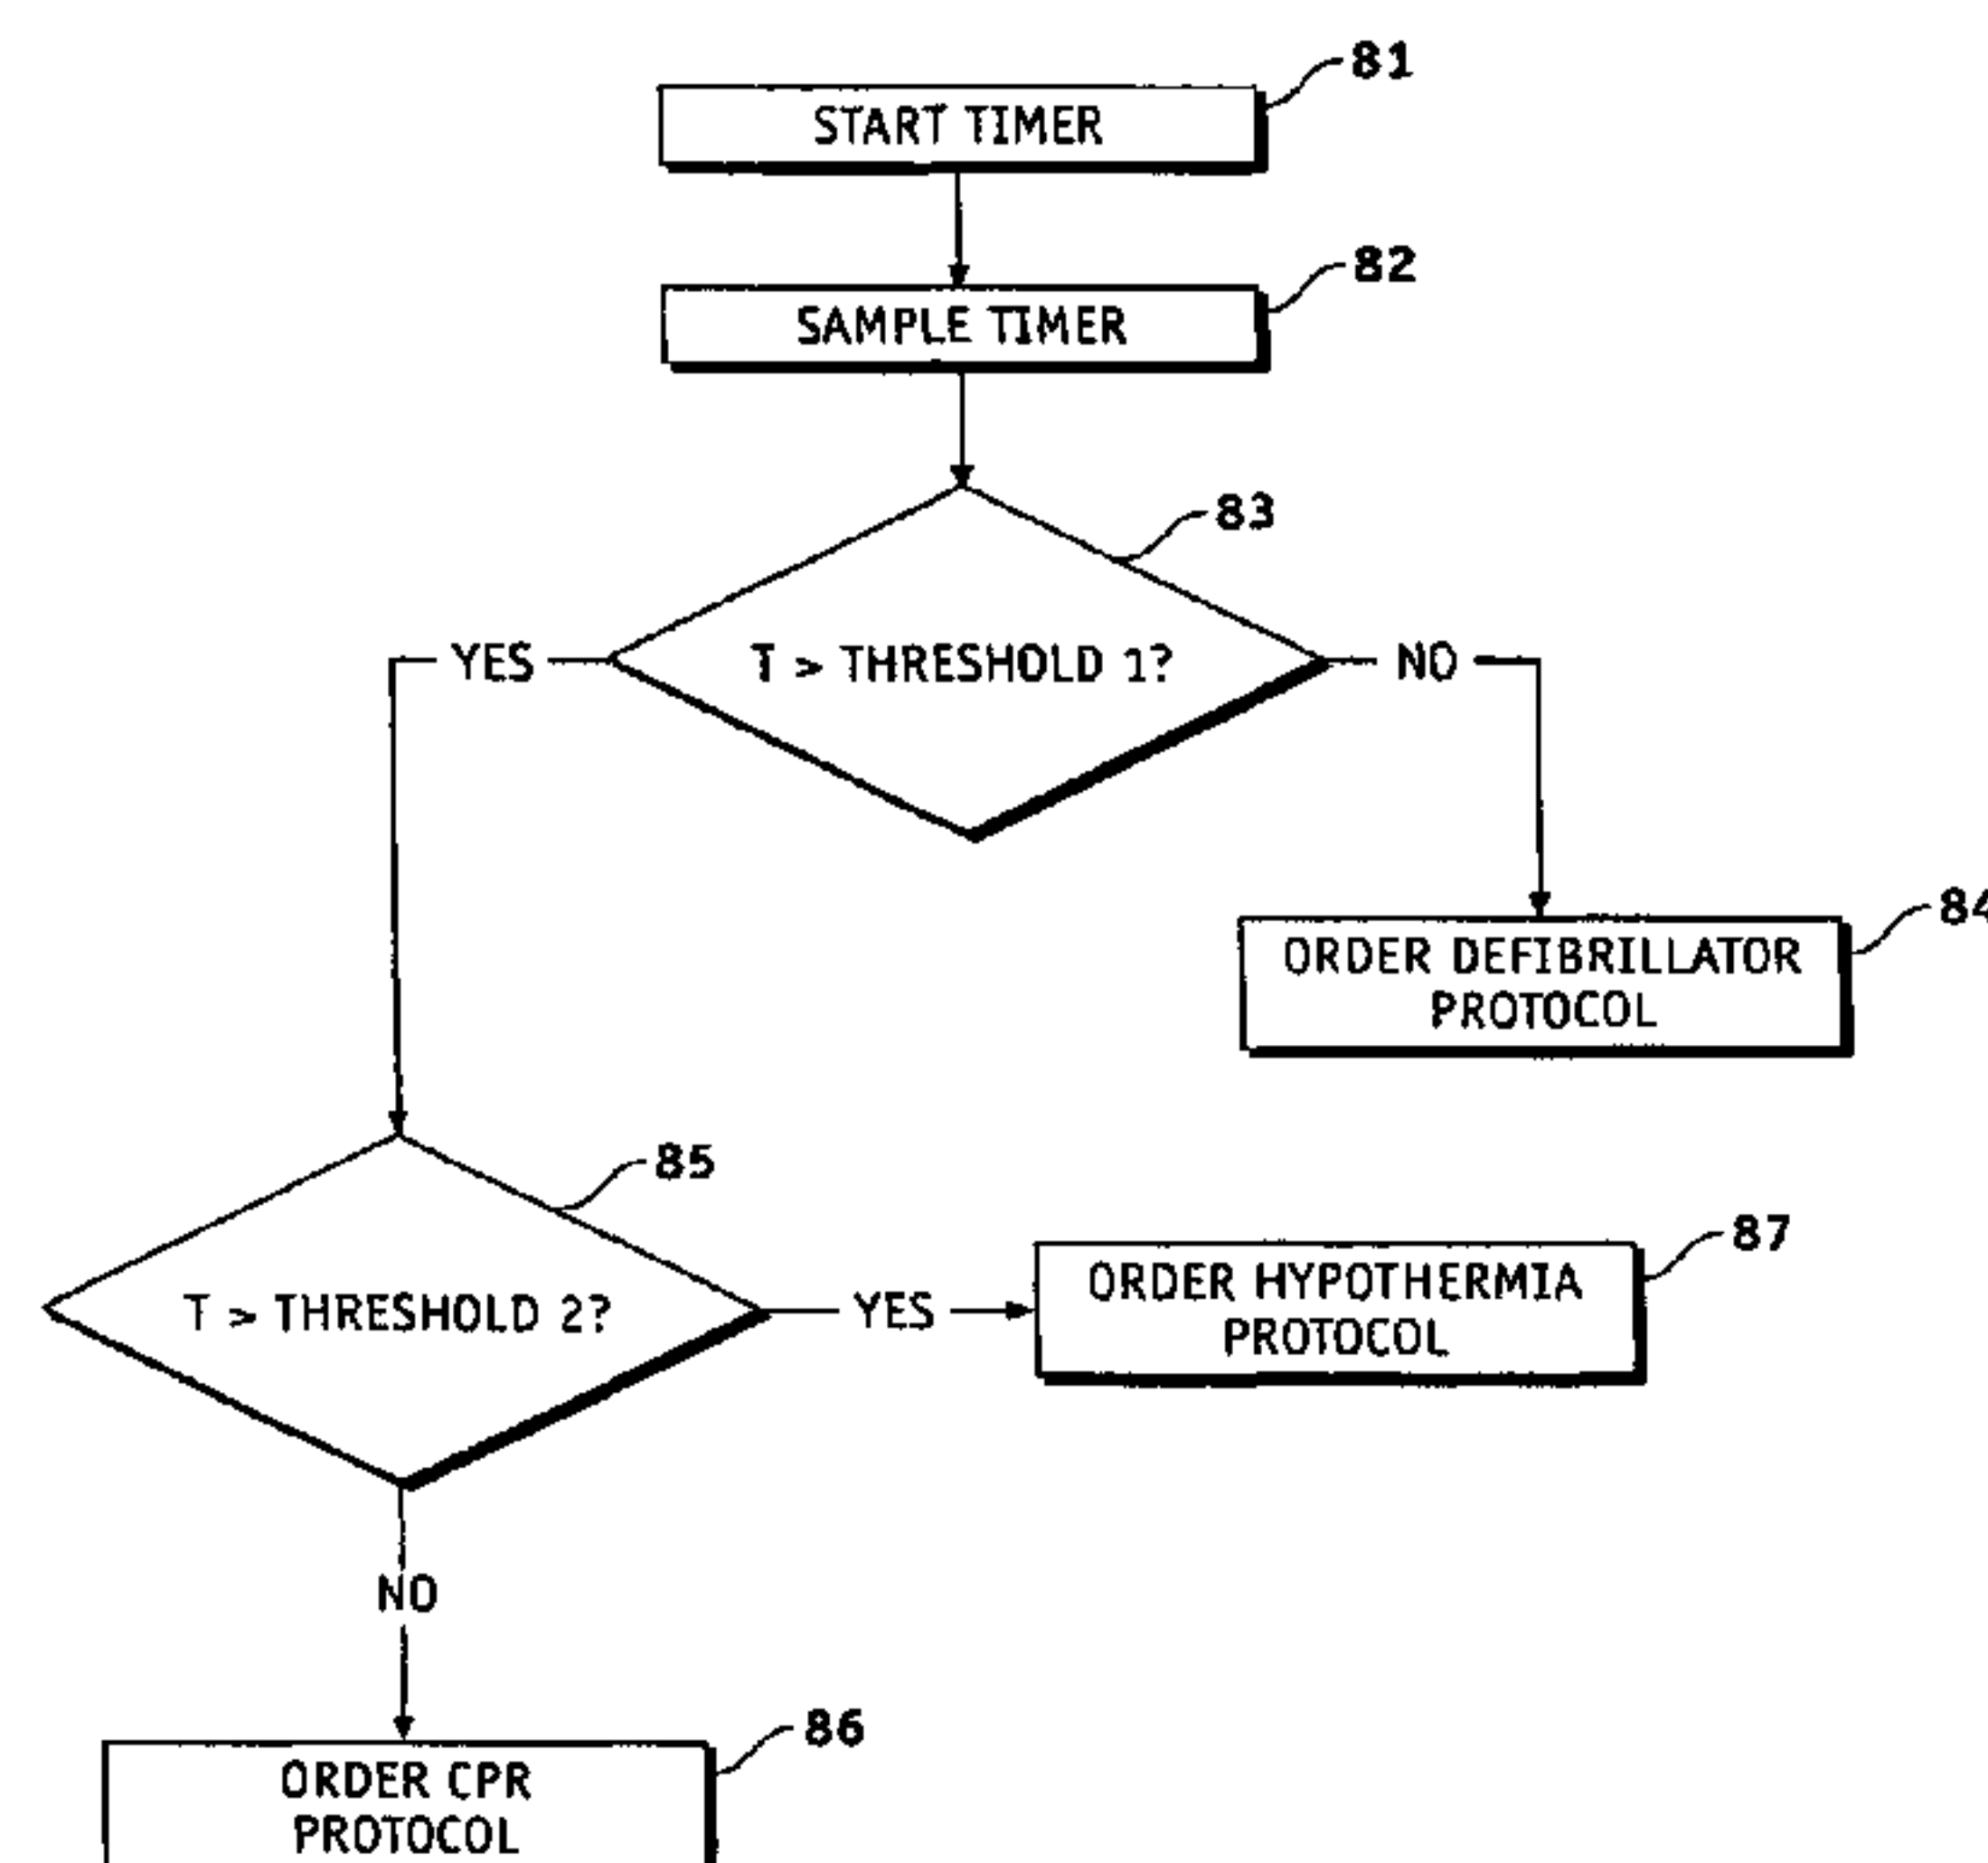 81
START TIMER
82
SAMPLE TIMER
83
YES
T > THRESHOLD 1?
NO
84
ORDER DEFIBRILLATOR
PROTOCOL
85
T > THRESHOLD 2?
YES
87
ORDER HYPOTHERMIA
PROTOCOL
NO
86
ORDER CPR
PROTOCOL